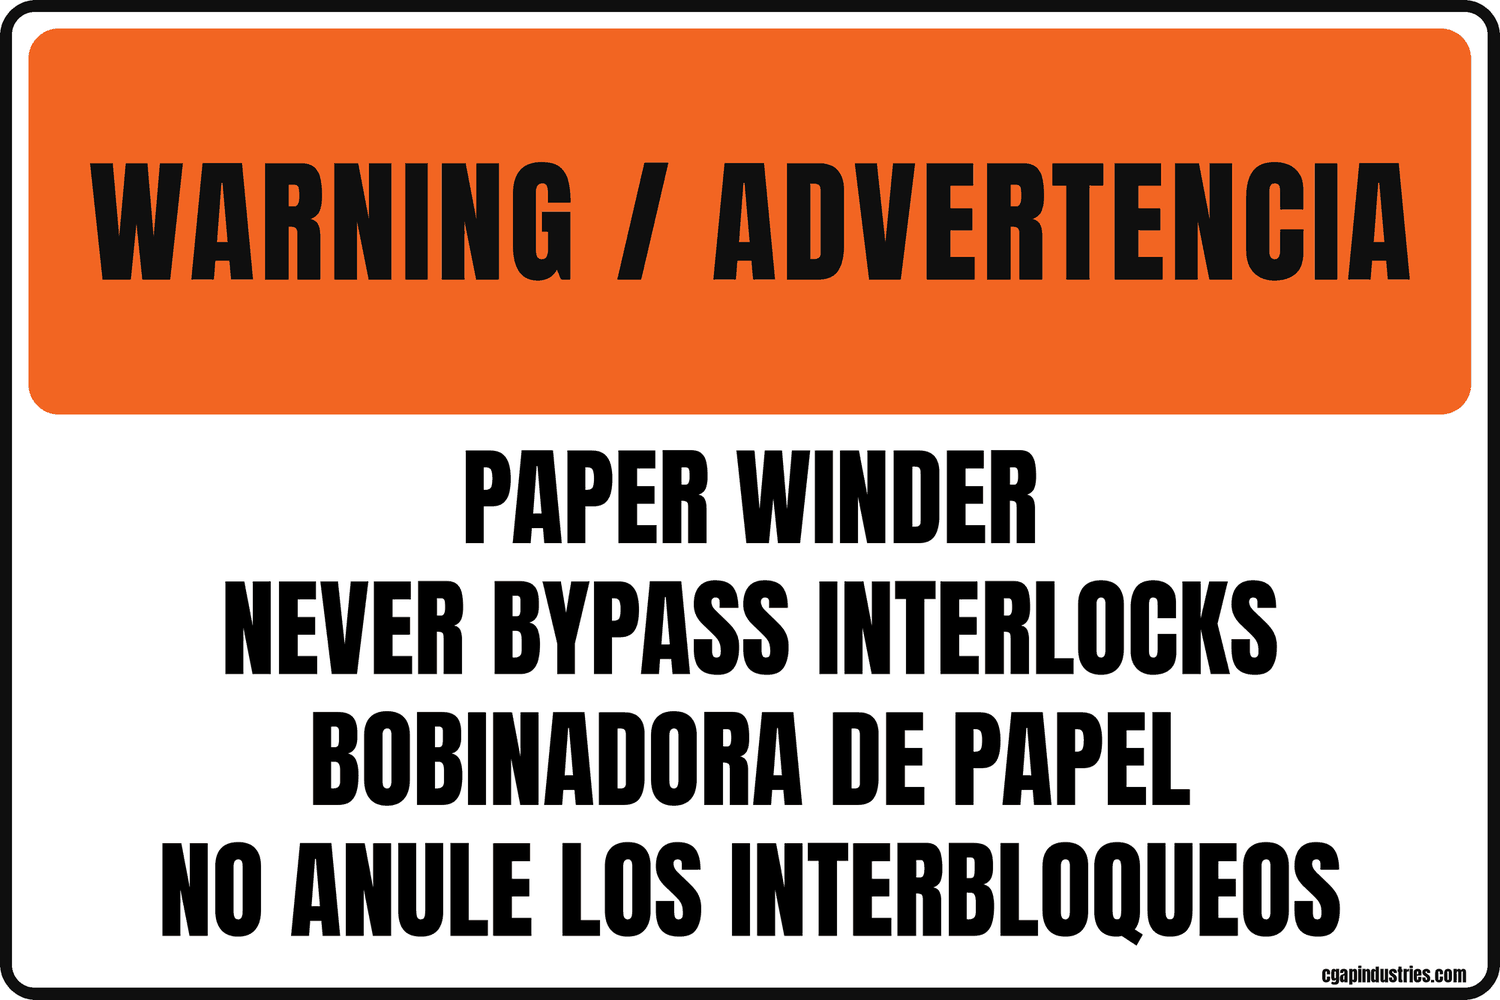 WARNING / ADVERTENCIA
PAPER WINDER
NEVER BYPASS INTERLOCKS
BOBINADORA DE PAPEL
NO ANULE LOS INTERBLOQUEOS
cgapindustries.com